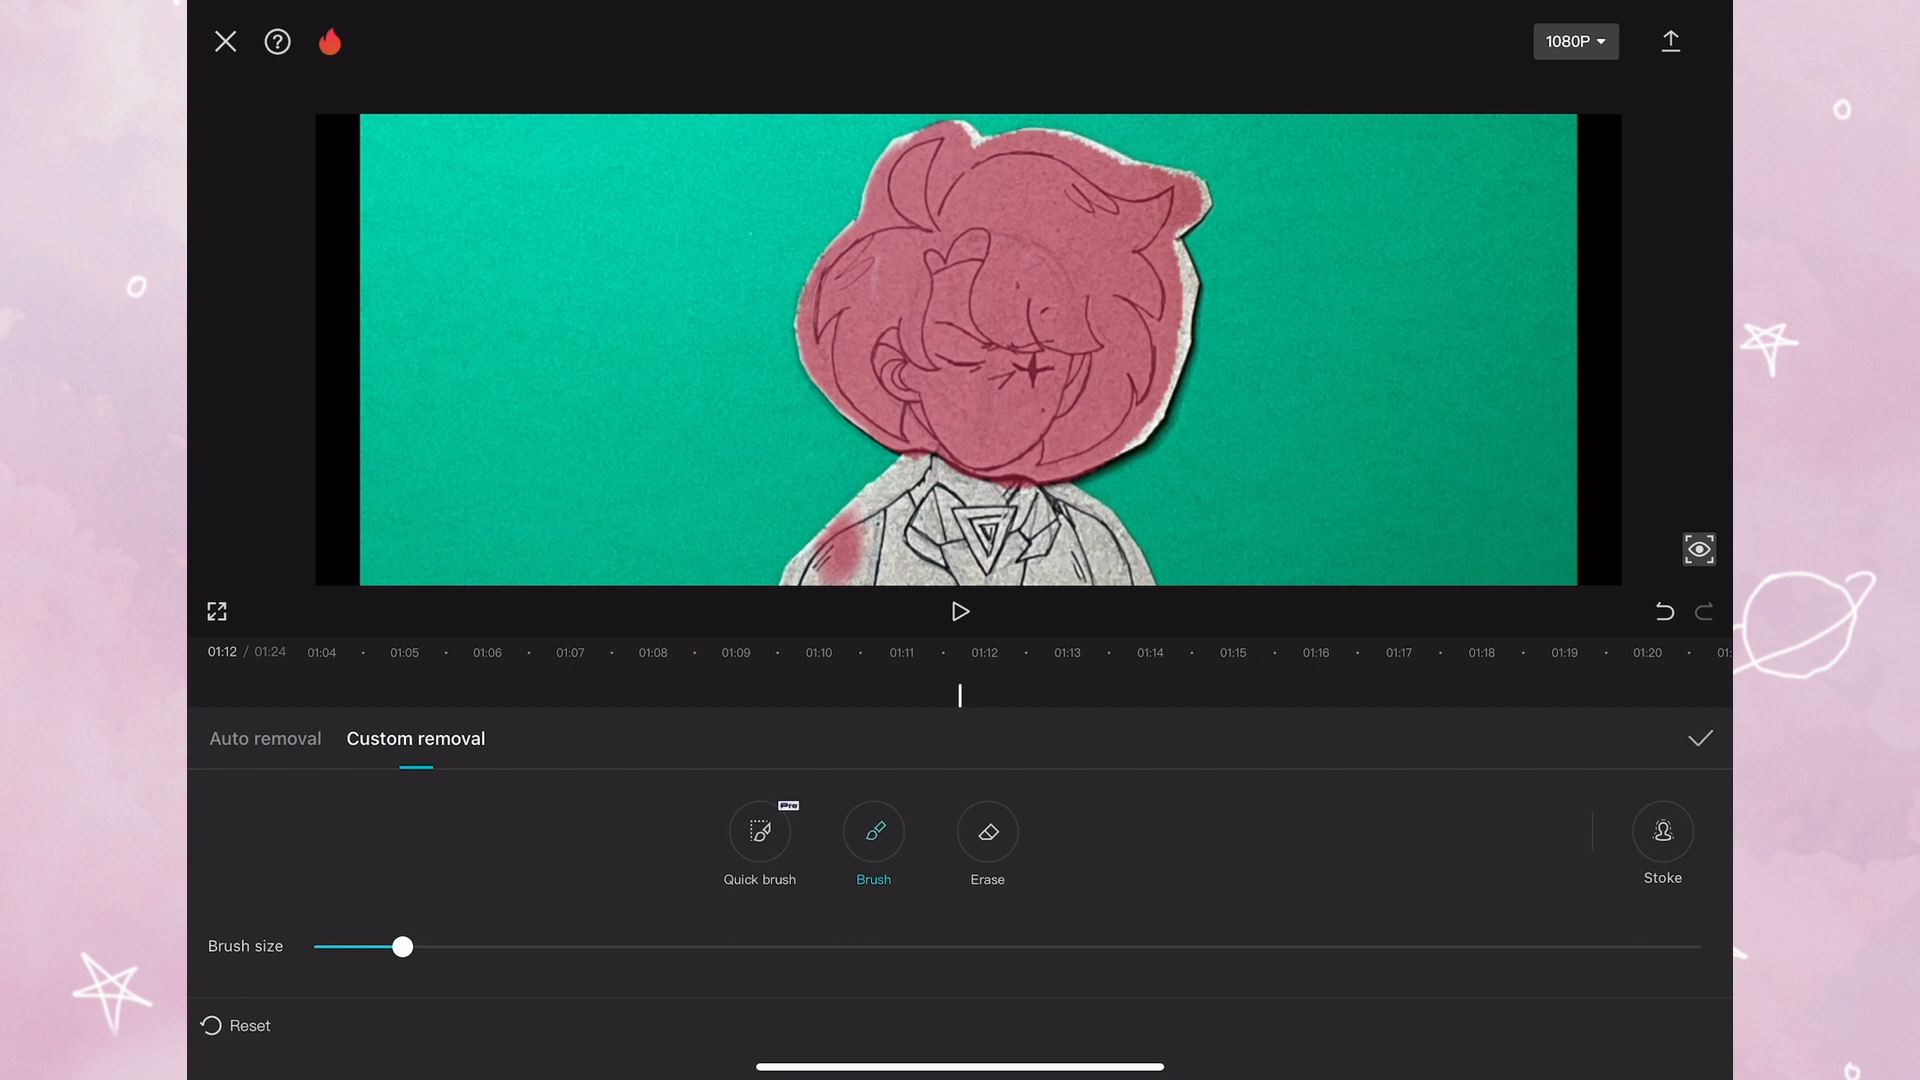 1080P
01:12 / 01:24 01:04 01:05 01:06 01:07 01:08 01:09 01:10 01:11 01:12 01:13 01:14 01:15 01:16 01:17 01:18 01:19 01:20 01:
Auto removal Custom removal
Pro
Quick brush Brush Erase Stoke
Brush size
Reset